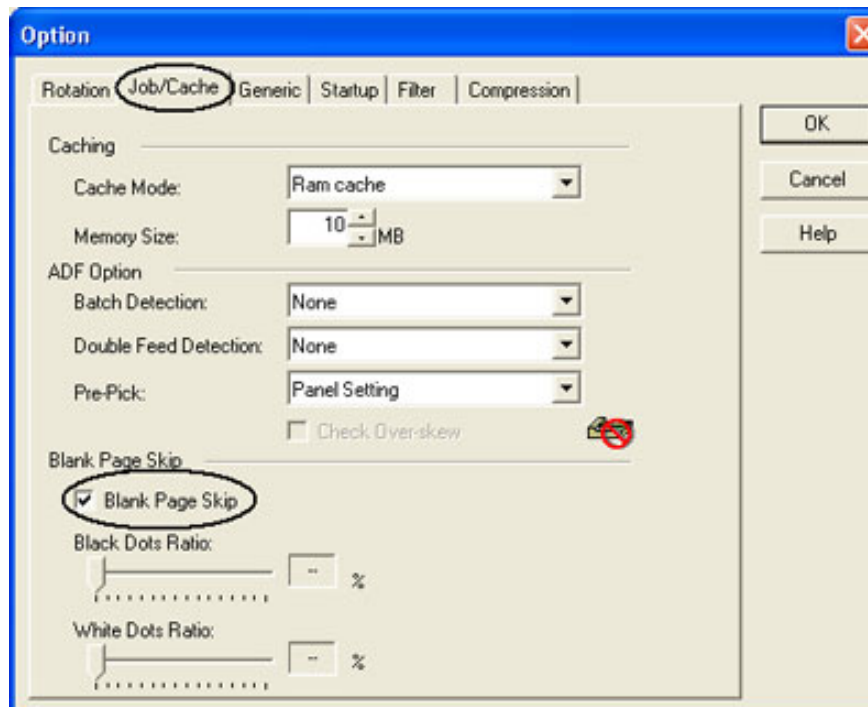 Option
Rotation Job/Cache Generic Startup Filter Compression
OK
Caching
Cache Mode: Ram cache
Cancel
Memory Size: 10 MB
Help
ADF Option
Batch Detection: None
Double Feed Detection: None
Pre-Pick: Panel Setting
Check Over-skew
Blank Page Skip
Blank Page Skip
Black Dots Ratio:
-- %
White Dots Ratio:
-- %